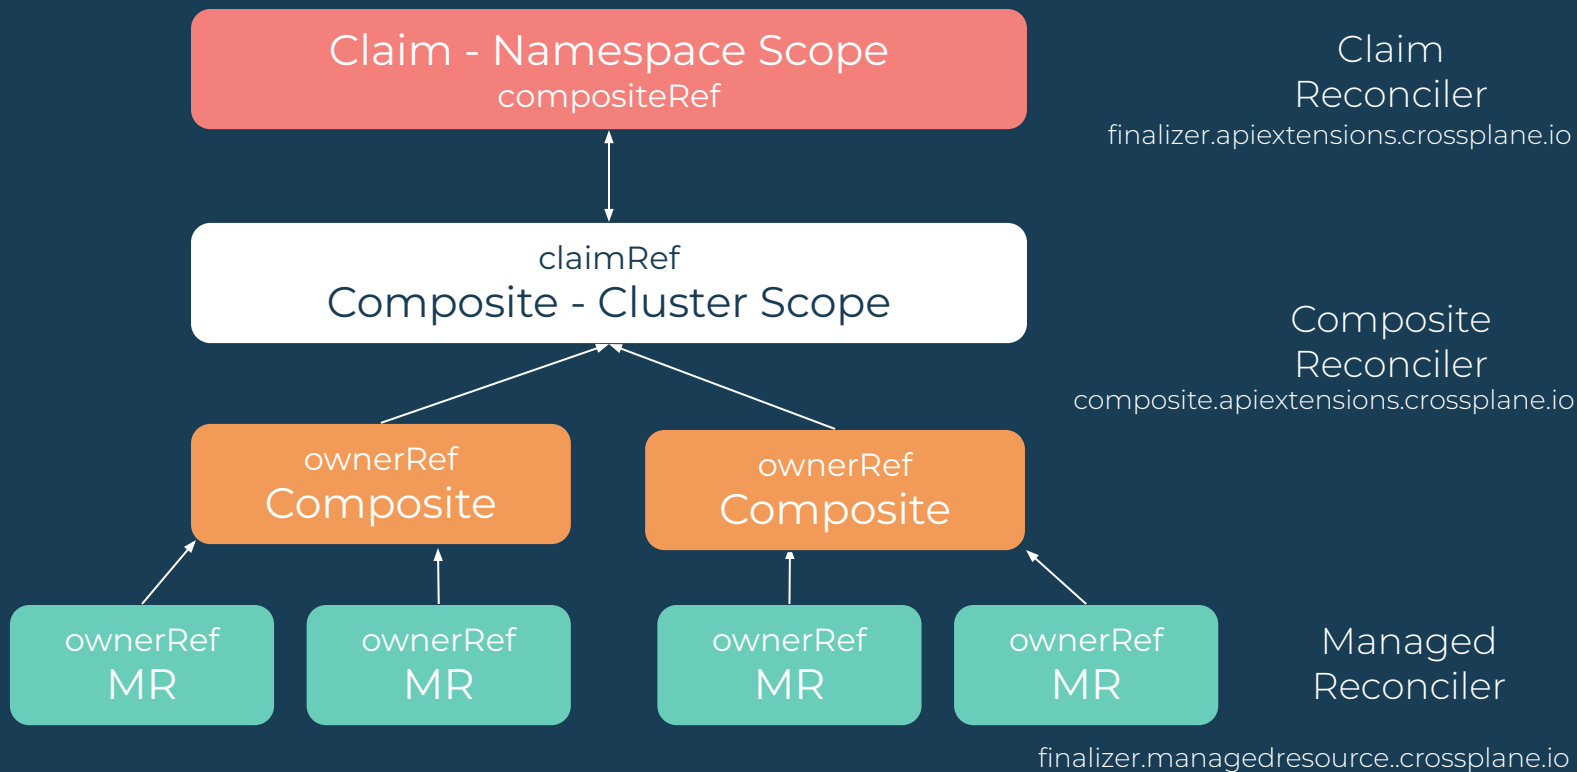 Claim - Namespace Scope
compositeRef
Claim
Reconciler
finalizer.apiextensions.crossplane.io
claimRef
Composite - Cluster Scope
Composite
Reconciler
composite.apiextensions.crossplane.io
ownerRef
Composite
ownerRef
Composite
ownerRef
MR
ownerRef
MR
ownerRef
MR
ownerRef
MR
Managed
Reconciler
finalizer.managedresource..crossplane.io